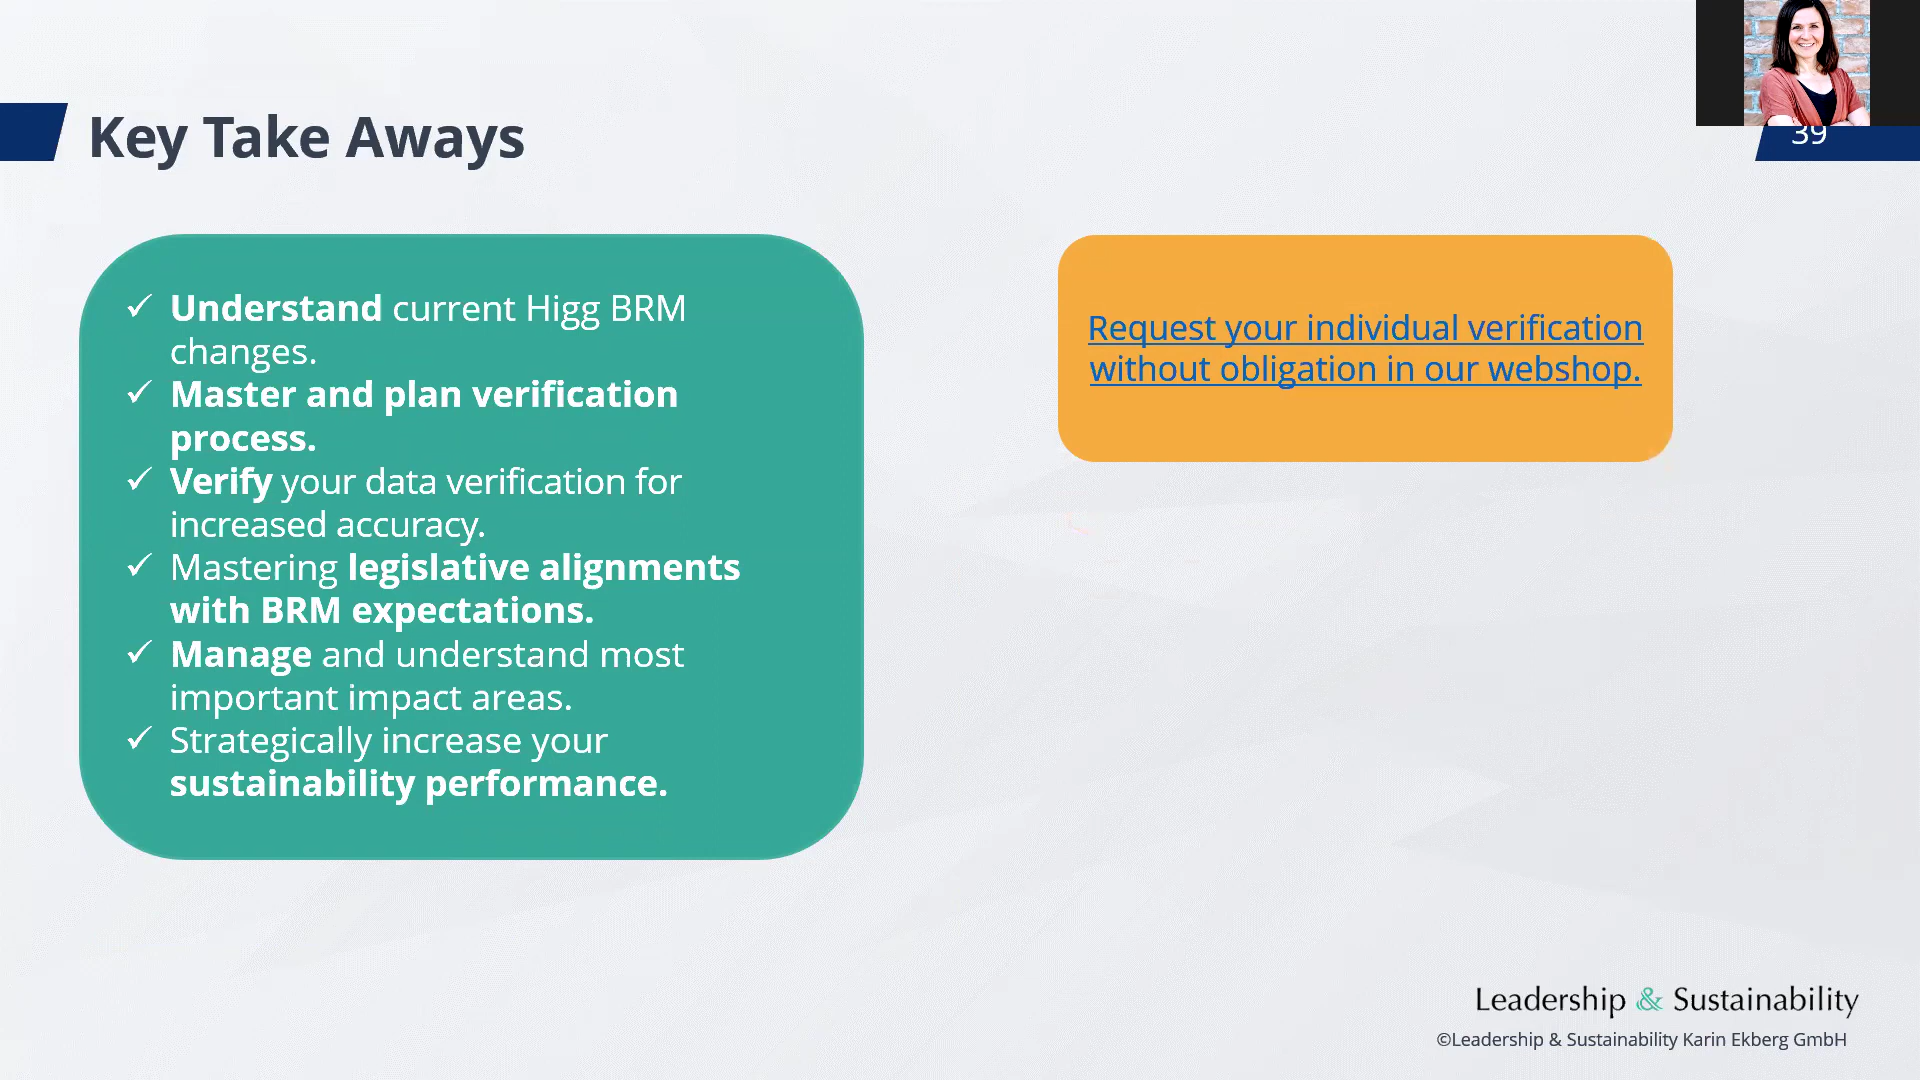 Key Take Aways
39
✓ Understand current Higg BRM
changes.
✓ Master and plan verification
process.
✓ Verify your data verification for
increased accuracy.
✓ Mastering legislative alignments
with BRM expectations.
✓ Manage and understand most
important impact areas.
✓ Strategically increase your
sustainability performance.
Request your individual verification
without obligation in our webshop.
Leadership & Sustainability
©Leadership & Sustainability Karin Ekberg GmbH